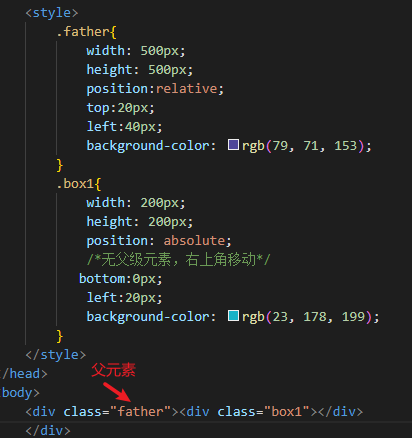 <style>
.father{
width: 500px;
height: 500px;
position:relative;
top:20px;
left:40px;
background-color: rgb(79, 71, 153);
}
.box1{
width: 200px;
height: 200px;
position: absolute;
/*无父级元素，右上角移动*/
bottom:0px;
left:20px;
background-color: rgb(23, 178, 199);
}
</style>
</head>
<body>
父元素
<div class="father"><div class="box1"></div>
</div>